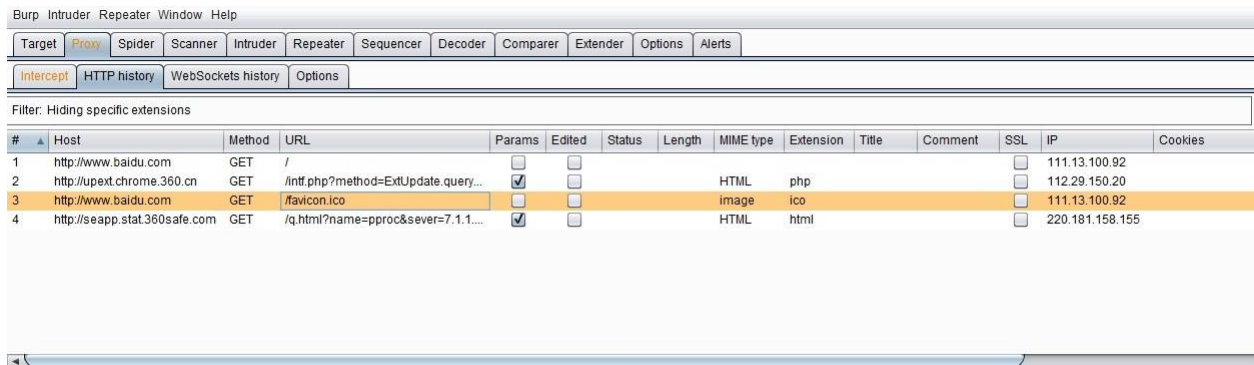 Burp Intruder Repeater Window Help
Target Proxy Spider Scanner Intruder Repeater Sequencer Decoder Comparer Extender Options Alerts
Intercept HTTP history WebSockets history Options
Filter: Hiding specific extensions
# Host Method URL Params Edited Status Length MIME type Extension Title Comment SSL IP Cookies
1 http://www.baidu.com GET / 111.13.100.92
2 http://upext.chrome.360.cn GET /intf.php?method=ExtUpdate.query... HTML php 112.29.150.20
3 http://www.baidu.com GET /favicon.ico image ico 111.13.100.92
4 http://seapp.stat.360safe.com GET /q.html?name=pproc&sever=7.1.1.... HTML html 220.181.158.155